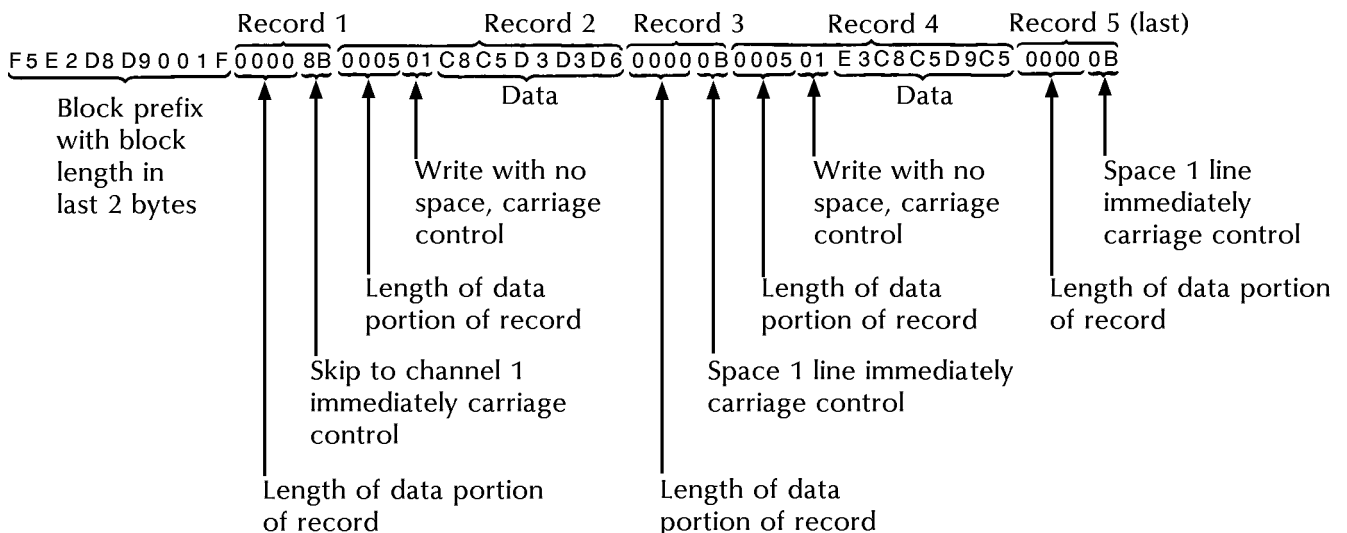 Record 1 Record 2 Record 3 Record 4 Record 5 (last)
F5E2D8D9001F 0000 8B 0005 01 C8C5D3D3D6 0000 0B 0005 01 E3C8C5D9C5 0000 0B
Block prefix
with block
length in
last 2 bytes
Data
Data
Write with no
space, carriage
control
Write with no
space, carriage
control
Space 1 line
immediately
carriage control
Length of data
portion of record
Length of data
portion of record
Length of data portion
of record
Skip to channel 1
immediately carriage
control
Space 1 line immediately
carriage control
Length of data portion
of record
Length of data
portion of record